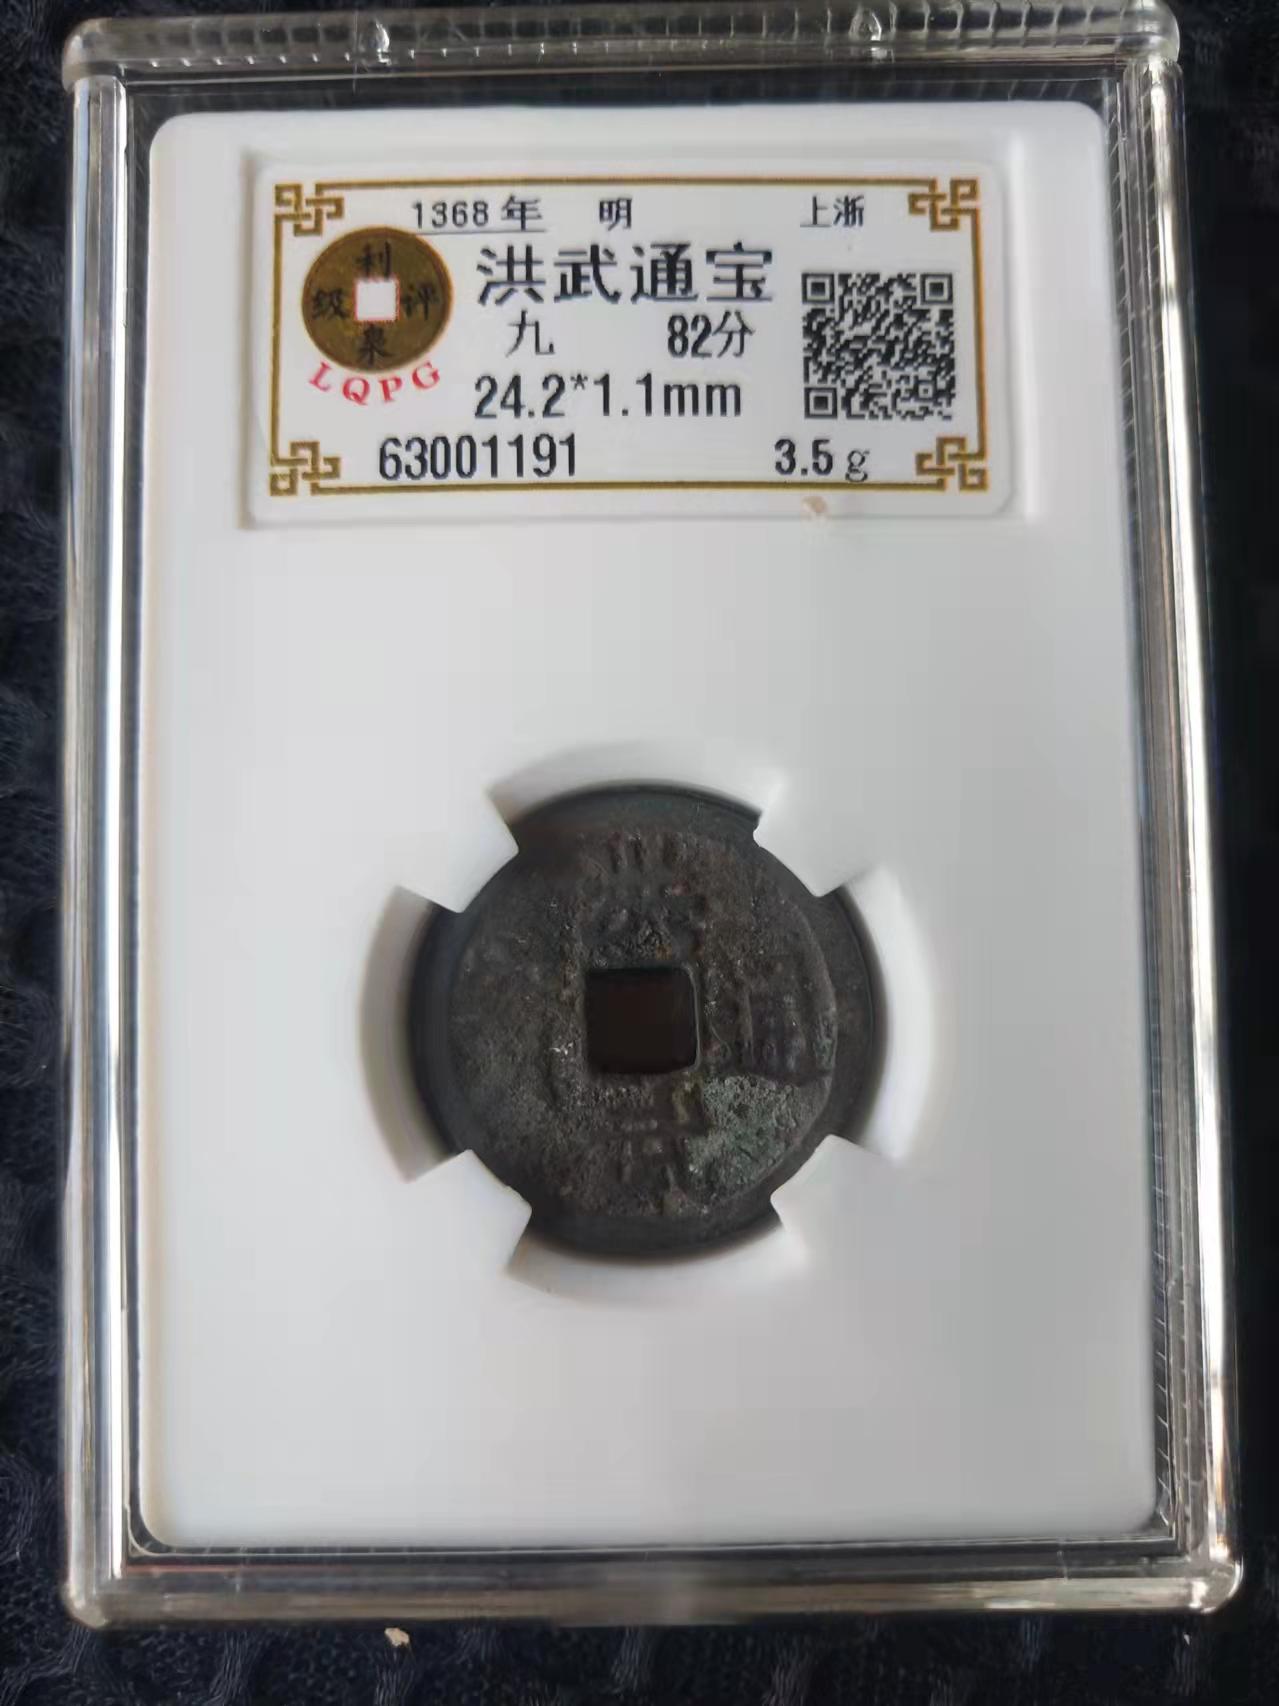 1368年 明 上浙
利泉评级
LQPG
洪武通宝
九 82分
24.2*1.1mm
63001191 3.5g